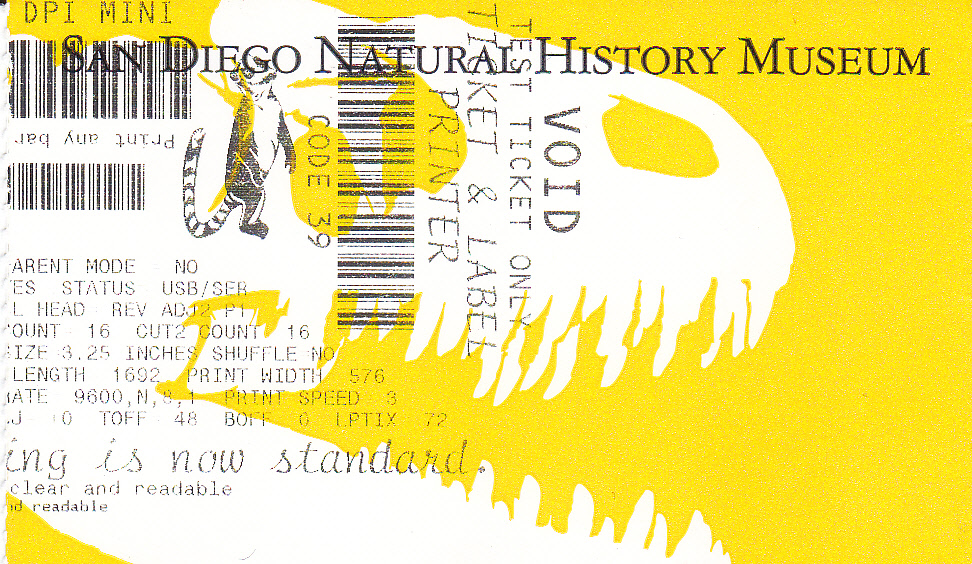 DPI MINI
SAN DIEGO NATURAL HISTORY MUSEUM
Print any bar
CODE 39
TEST TICKET ONLY
TICKET & LABEL
PRINTER
VOID
ARENT MODE NO
ES STATUS USB/SER
L HEAD REV ADJ2 P1
OUNT 16 CUT2 COUNT 16
IZE 3.25 INCHES SHUFFLE NO
LENGTH 1692 PRINT WIDTH 576
ATE 9600,N,8,1 PRINT SPEED 3
J 0 TOFF 48 BOFF 0 LPTIX 72
ing is now standard.
clear and readable
d readable